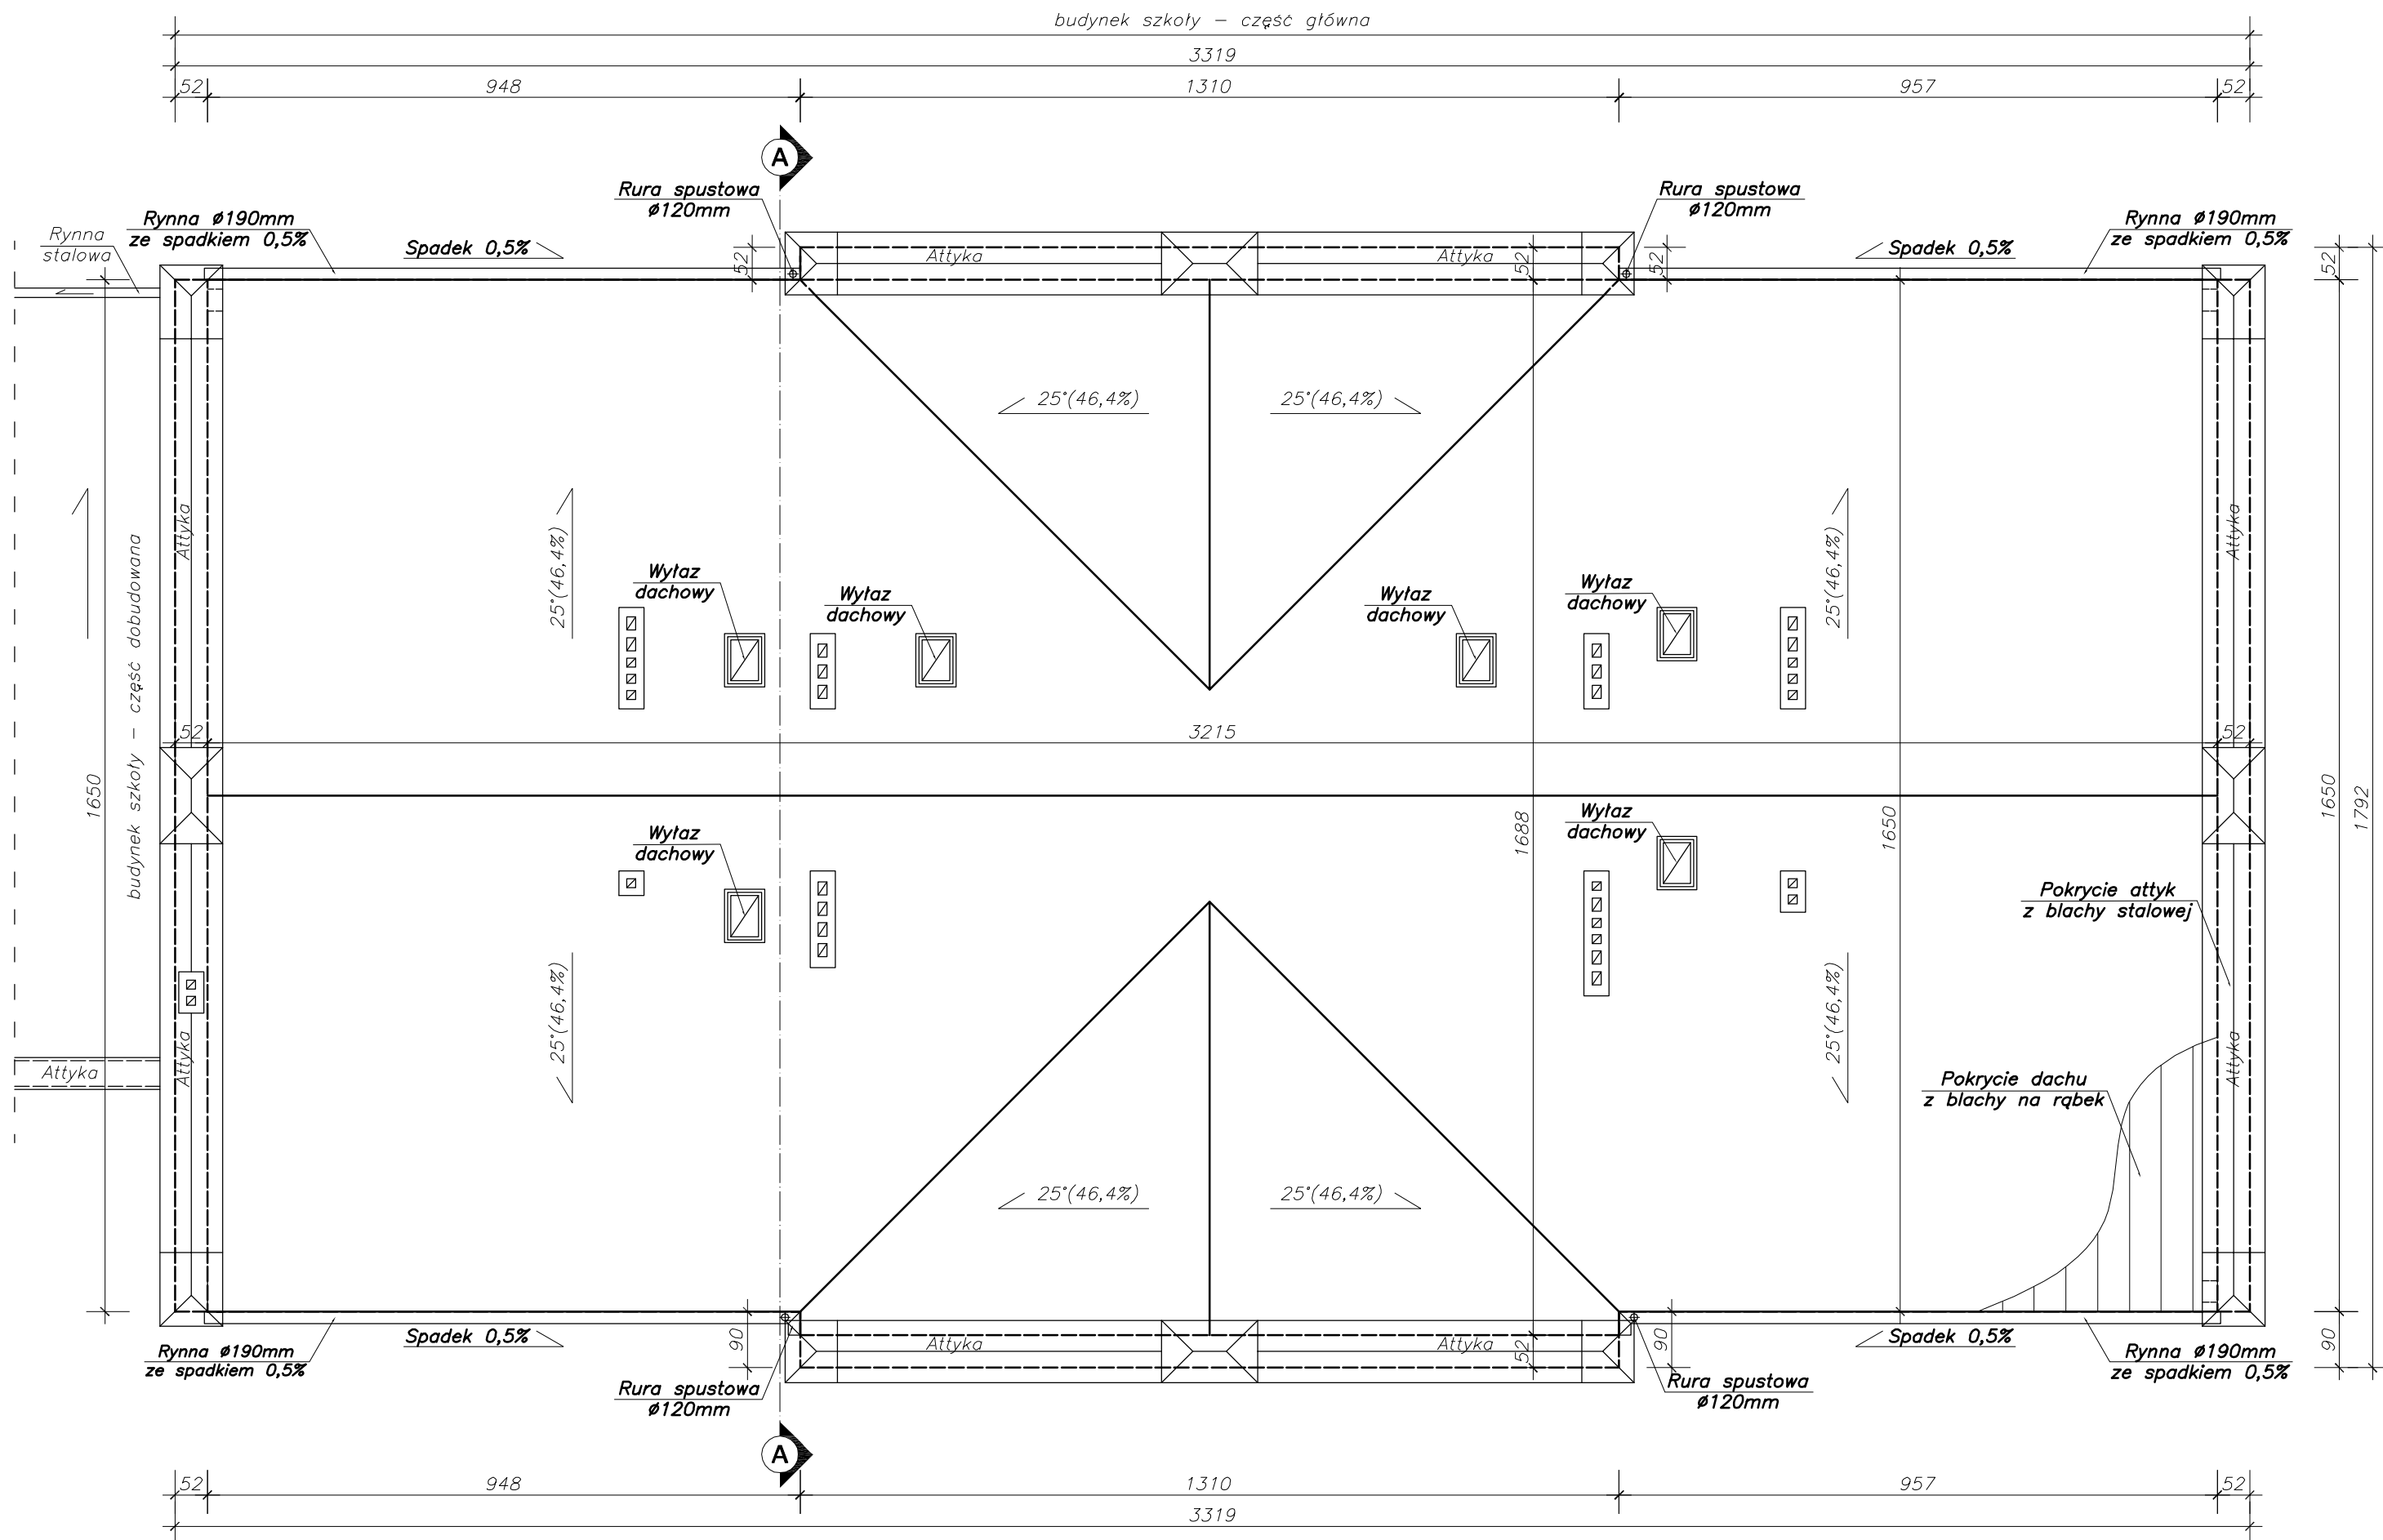 budynek szkoły – część główna
3319
52
948
1310
957
52
A
Rura spustowa
ø120mm
Rura spustowa
ø120mm
Rynna ø190mm
ze spadkiem 0,5%
Rynna ø190mm
ze spadkiem 0,5%
Rynna
stalowa
Spadek 0,5%
Spadek 0,5%
52
Attyka
Attyka
52
52
52
25°(46,4%)
25°(46,4%)
Attyka
Attyka
25°(46,4%)
25°(46,4%)
budynek szkoły – część dobudowana
Wyłaz
dachowy
Wyłaz
dachowy
Wyłaz
dachowy
Wyłaz
dachowy
52
3215
52
1650
1688
1650
1650
1792
Wyłaz
dachowy
Wyłaz
dachowy
Pokrycie attyk
z blachy stalowej
25°(46,4%)
25°(46,4%)
Attyka
Attyka
Attyka
Pokrycie dachu
z blachy na rąbek
25°(46,4%)
25°(46,4%)
Spadek 0,5%
Spadek 0,5%
90
Attyka
Attyka
52
90
90
Rynna ø190mm
ze spadkiem 0,5%
Rynna ø190mm
ze spadkiem 0,5%
Rura spustowa
ø120mm
Rura spustowa
ø120mm
A
52
948
1310
957
52
3319